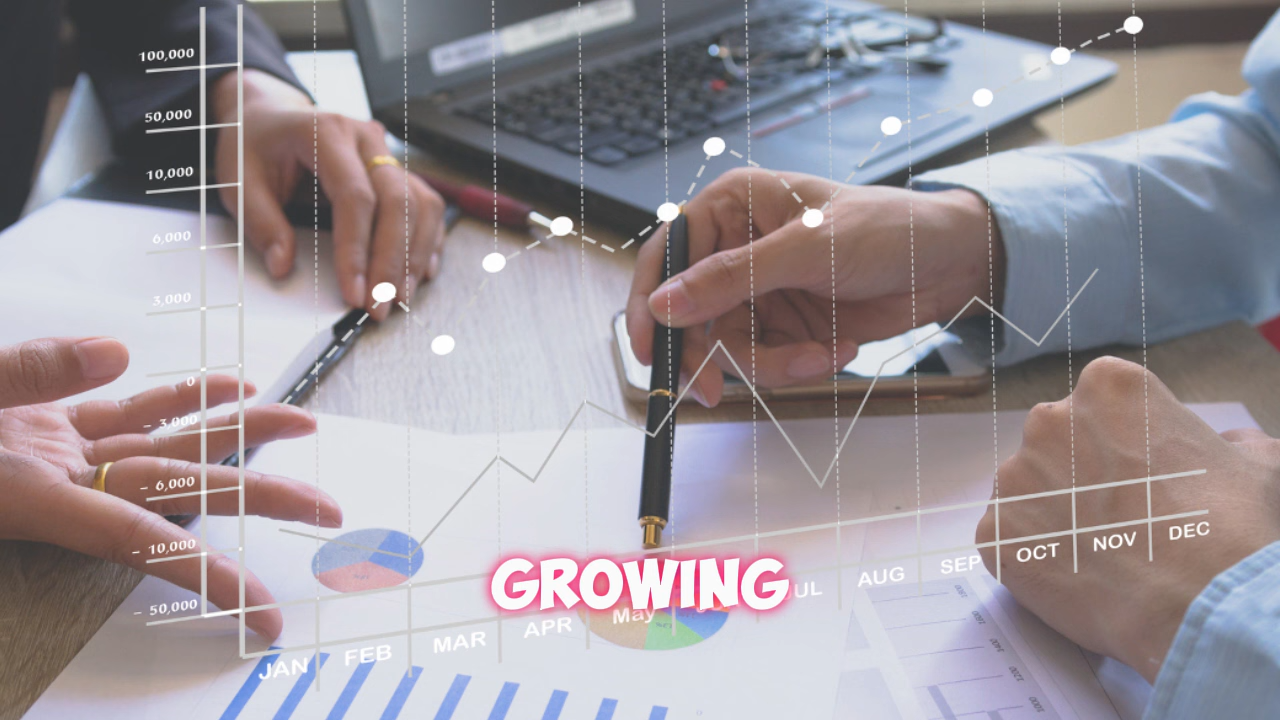 100,000
50,000
10,000
6,000
3,000
0
- 3,000
- 6,000
- 10,000
- 50,000
GROWING
JAN
FEB
MAR
APR
May
UL
AUG
SEP
OCT
NOV
DEC